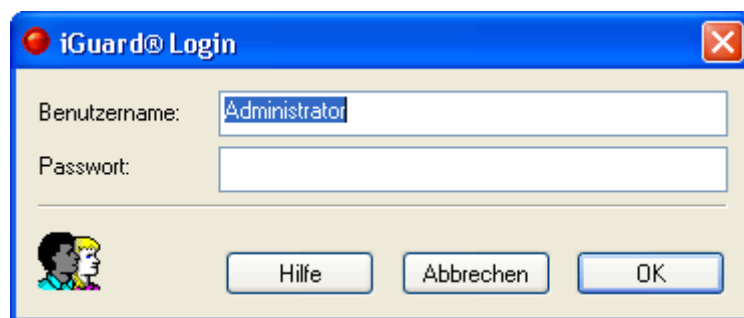 iGuard® Login
Benutzername: Administrator
Passwort:
Hilfe Abbrechen OK